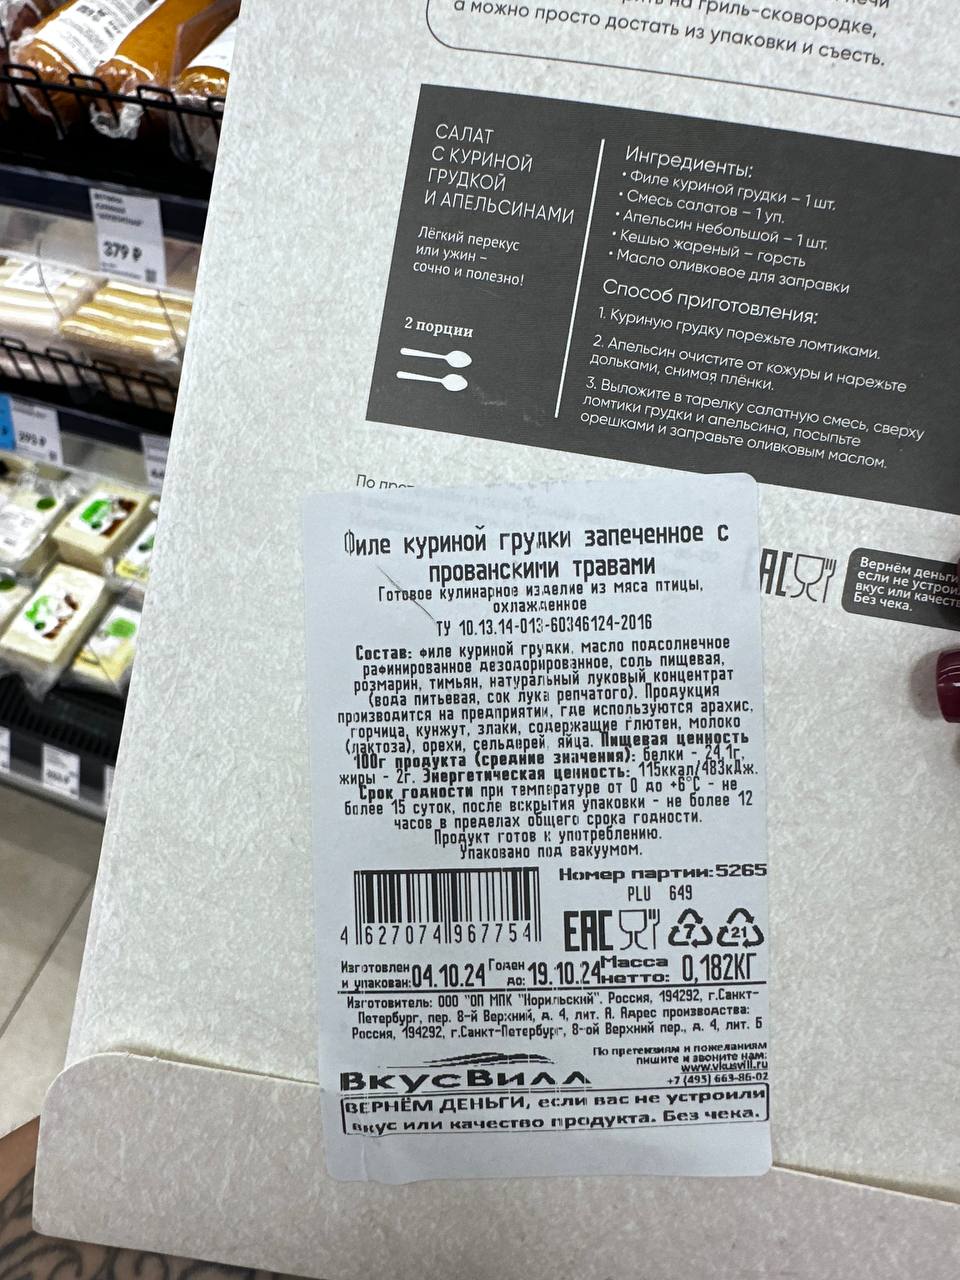 на гриль-сковородке,
а можно просто достать из упаковки и съесть.
САЛАТ
С КУРИНОЙ
ГРУДКОЙ
И АПЕЛЬСИНАМИ
Лёгкий перекус
или ужин –
сочно и полезно!
2 порции
Ингредиенты:
• Филе куриной грудки – 1 шт.
• Смесь салатов – 1 уп.
• Апельсин небольшой – 1 шт.
• Кешью жареный – горсть
• Масло оливковое для заправки
Способ приготовления:
1. Куриную грудку порежьте ломтиками.
2. Апельсин очистите от кожуры и нарежьте
дольками, снимая плёнки.
3. Выложите в тарелку салатную смесь, сверху
ломтики грудки и апельсина, посыпьте
орешками и заправьте оливковым маслом.
379 ₽
По
Филе куриной грудки запеченное с
прованскими травами
Готовое кулинарное изделие из мяса птицы,
охлажденное
ТУ 10.13.14-013-60346124-2016
Состав: филе куриной грудки, масло подсолнечное
рафинированное дезодорированное, соль пищевая,
розмарин, тимьян, натуральный луковый концентрат
(вода питьевая, сок лука репчатого). Продукция
производится на предприятии, где используются арахис,
горчица, кунжут, злаки, содержащие глютен, молоко
(лактоза), орехи, сельдерей, яйца. Пищевая ценность
100г продукта (средние значения): белки - 24,1г,
жиры - 2г. Энергетическая ценность: 115ккал/483кДж.
Срок годности при температуре от 0 до +6°С - не
более 15 суток, после вскрытия упаковки - не более 12
часов в пределах общего срока годности.
Продукт готов к употреблению.
Упаковано под вакуумом.
Номер партии: 5265
PLU 649
4 627074 967754
EAC
7
21
Изготовлен
и упакован: 04.10.24 Годен
до: 19.10.24 Масса
нетто: 0,182КГ
Изготовитель: ООО "ОП МПК "Норильский". Россия, 194292, г.Санкт-
Петербург, пер. 8-й Верхний, д. 4, лит. А. Адрес производства:
Россия, 194292, г.Санкт-Петербург, 8-ой Верхний пер., д. 4, лит. Б
По претензиям и пожеланиям
пишите и звоните нам:
www.vkusvill.ru
+7 (495) 663-86-02
ВкусВилл
ВЕРНЁМ ДЕНЬГИ, если вас не устроили
вкус или качество продукта. Без чека.
EAC
Вернём деньги
если не
вкус или
Без чека.